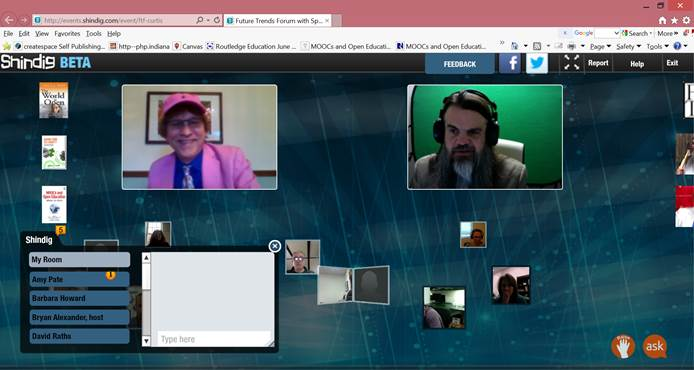 http://events.shindig.com/event/ftf-curtis
Future Trends Forum with Sp...
File Edit View Favorites Tools Help
createspace Self Publishing... http--php.indiana Canvas Routledge Education June ... MOOCs and Open Educati... MOOCs and Open Educati...
Google Search More »
Page Safety Tools
Shindig BETA
FEEDBACK
f
Report Help Exit
World
Open
MOOCs and
Open Education
5
Shindig
My Room
Amy Pate
Barbara Howard
Bryan Alexander, host
David Raths
Type here
ask